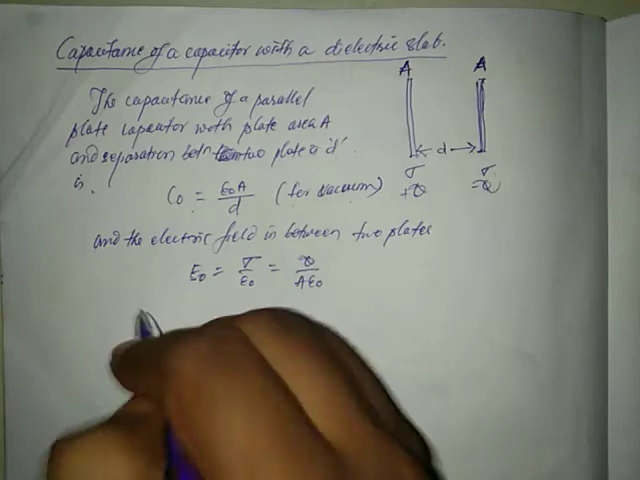 Capacitance of a capacitor with a dielectric slab.
A A
The capacitance of a parallel
plate capacitor with plate area A
and separation betn two plate is 'd'
is.
d
C₀ = ε₀A/d (for vacuum)
σ σ
+Q -Q
and the electric field in between two plates
E₀ = σ/ε₀ = Q/Aε₀